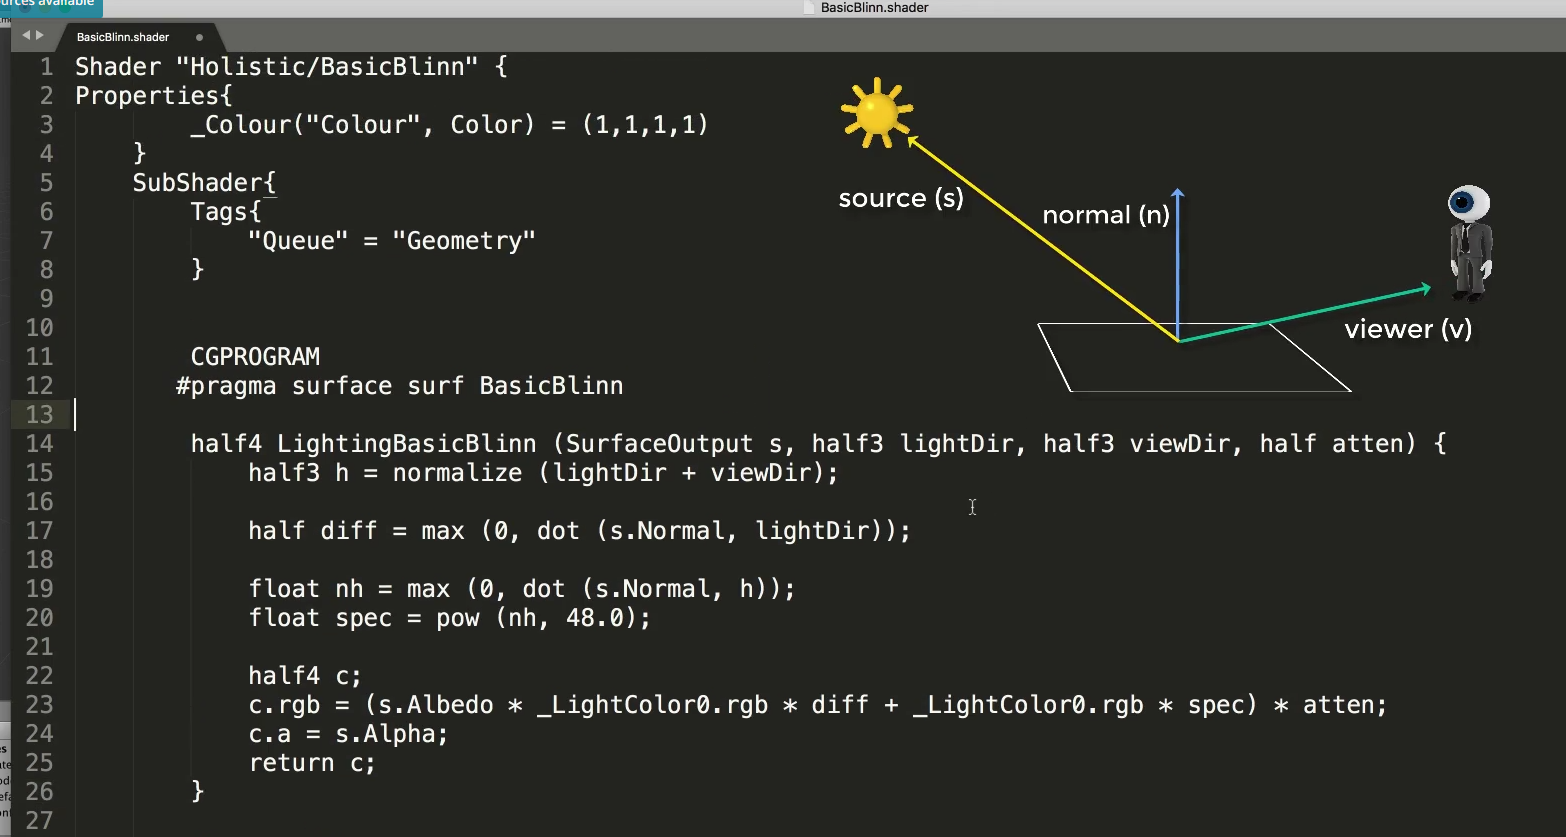 urces available
BasicBlinn.shader
BasicBlinn.shader
1 Shader "Holistic/BasicBlinn" {
2 Properties{
3 _Colour("Colour", Color) = (1,1,1,1)
4 }
5 SubShader{
6 Tags{
7 "Queue" = "Geometry"
8 }
9
10
11 CGPROGRAM
12 #pragma surface surf BasicBlinn
13
14 half4 LightingBasicBlinn (SurfaceOutput s, half3 lightDir, half3 viewDir, half atten) {
15 half3 h = normalize (lightDir + viewDir);
16
17 half diff = max (0, dot (s.Normal, lightDir));
18
19 float nh = max (0, dot (s.Normal, h));
20 float spec = pow (nh, 48.0);
21
22 half4 c;
23 c.rgb = (s.Albedo * _LightColor0.rgb * diff + _LightColor0.rgb * spec) * atten;
24 c.a = s.Alpha;
25 return c;
26 }
27
source (s)
normal (n)
viewer (v)